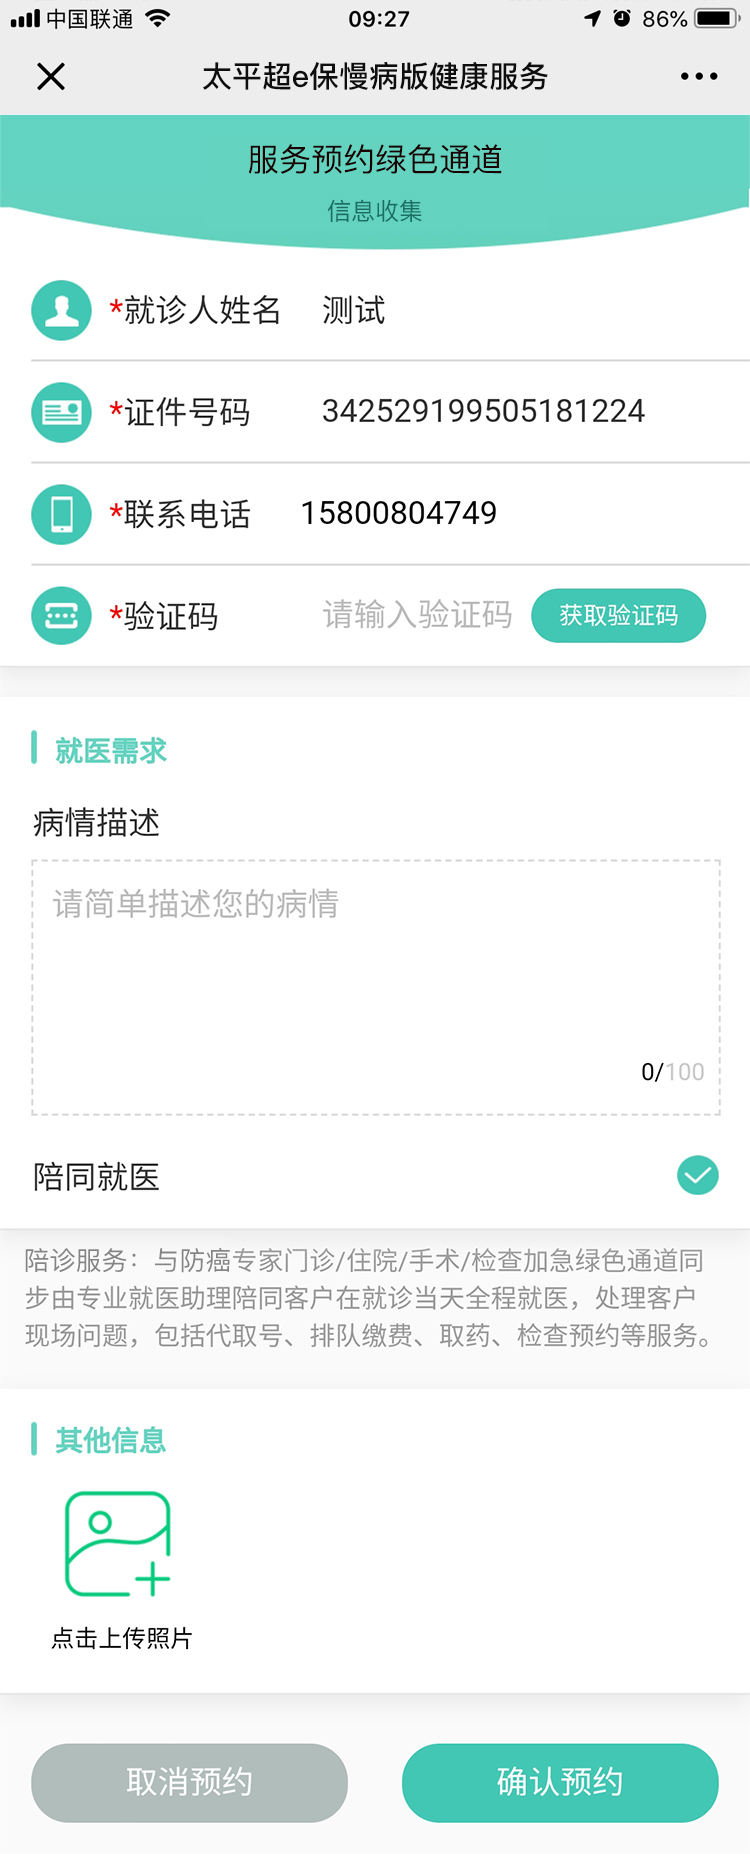 中国联通 09:27 86%
太平超e保慢病版健康服务
服务预约绿色通道
信息收集
*就诊人姓名 测试
*证件号码 342529199505181224
*联系电话 15800804749
*验证码 请输入验证码 获取验证码
就医需求
病情描述
请简单描述您的病情
0/100
陪同就医
陪诊服务：与防癌专家门诊/住院/手术/检查加急绿色通道同
步由专业就医助理陪同客户在就诊当天全程就医，处理客户
现场问题，包括代取号、排队缴费、取药、检查预约等服务。
其他信息
点击上传照片
取消预约 确认预约